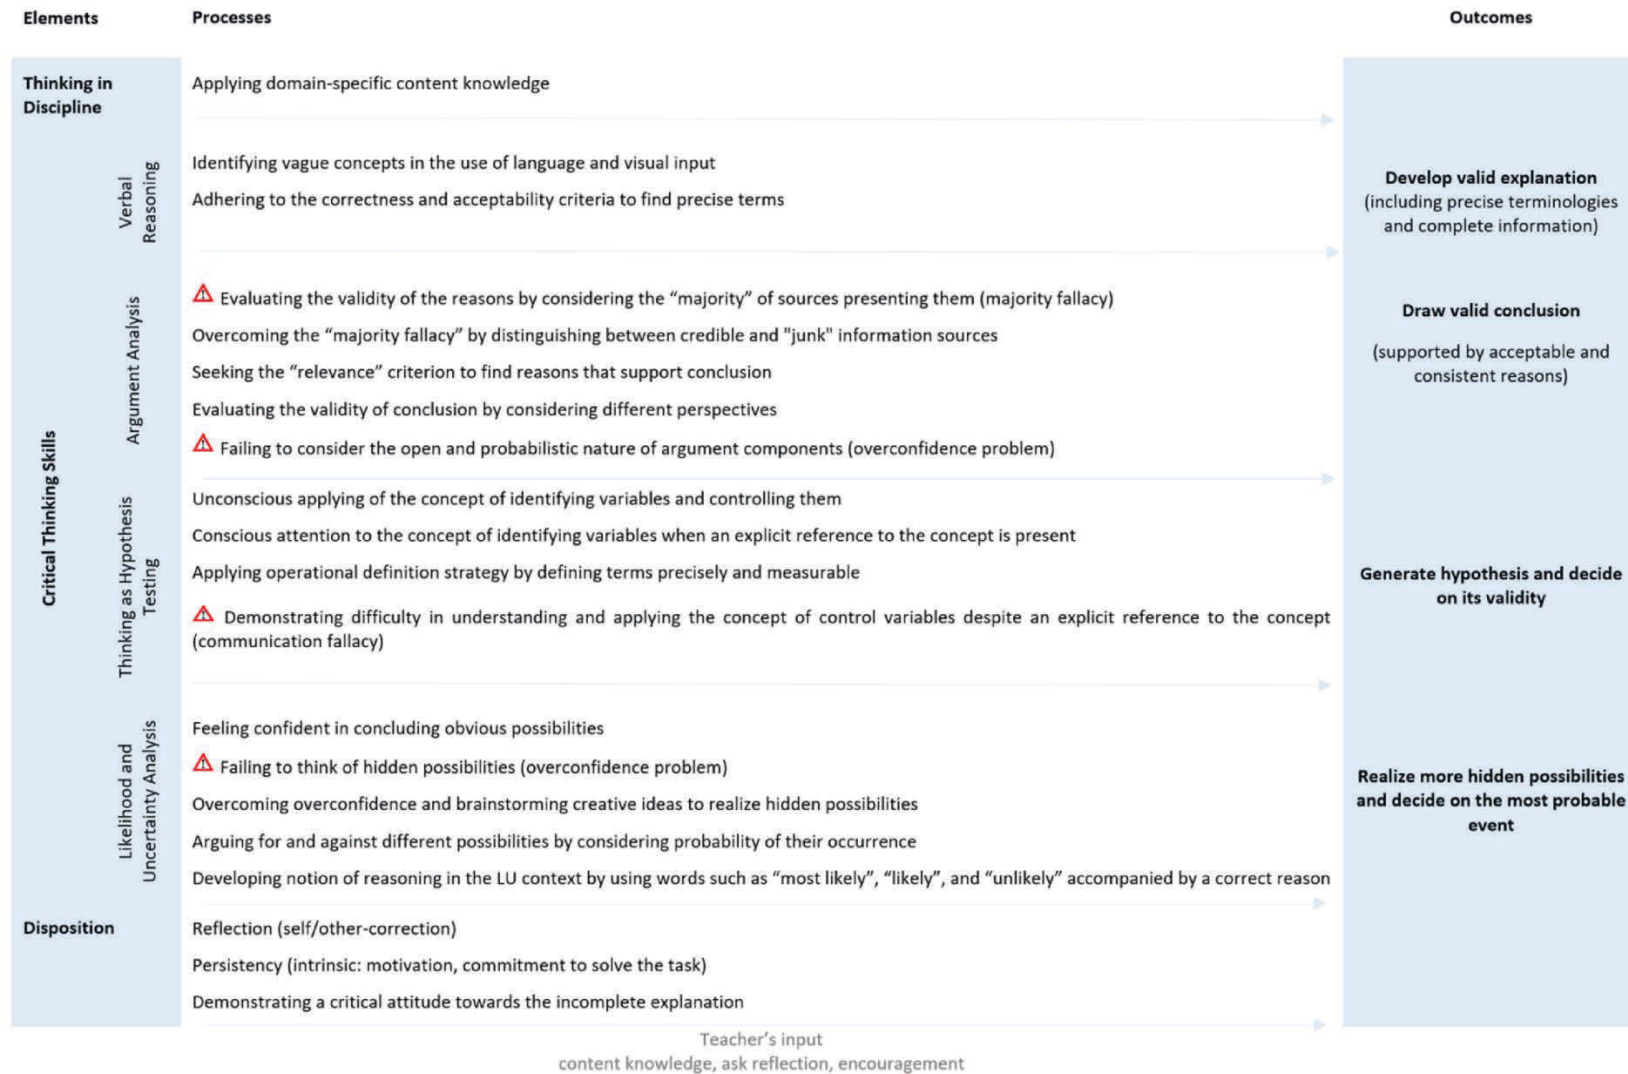 Elements Processes Outcomes
Thinking in
Discipline
Applying domain-specific content knowledge
Critical Thinking Skills
Verbal
Reasoning
Identifying vague concepts in the use of language and visual input
Adhering to the correctness and acceptability criteria to find precise terms
Develop valid explanation
(including precise terminologies
and complete information)
Argument Analysis
Evaluating the validity of the reasons by considering the “majority” of sources presenting them (majority fallacy)
Overcoming the “majority fallacy” by distinguishing between credible and "junk" information sources
Seeking the “relevance” criterion to find reasons that support conclusion
Evaluating the validity of conclusion by considering different perspectives
Failing to consider the open and probabilistic nature of argument components (overconfidence problem)
Draw valid conclusion
(supported by acceptable and
consistent reasons)
Thinking as Hypothesis
Testing
Unconscious applying of the concept of identifying variables and controlling them
Conscious attention to the concept of identifying variables when an explicit reference to the concept is present
Applying operational definition strategy by defining terms precisely and measurable
Demonstrating difficulty in understanding and applying the concept of control variables despite an explicit reference to the concept
(communication fallacy)
Generate hypothesis and decide
on its validity
Likelihood and
Uncertainty Analysis
Feeling confident in concluding obvious possibilities
Failing to think of hidden possibilities (overconfidence problem)
Overcoming overconfidence and brainstorming creative ideas to realize hidden possibilities
Arguing for and against different possibilities by considering probability of their occurrence
Developing notion of reasoning in the LU context by using words such as “most likely”, “likely”, and “unlikely” accompanied by a correct reason
Realize more hidden possibilities
and decide on the most probable
event
Disposition
Reflection (self/other-correction)
Persistency (intrinsic: motivation, commitment to solve the task)
Demonstrating a critical attitude towards the incomplete explanation
Teacher’s input
content knowledge, ask reflection, encouragement